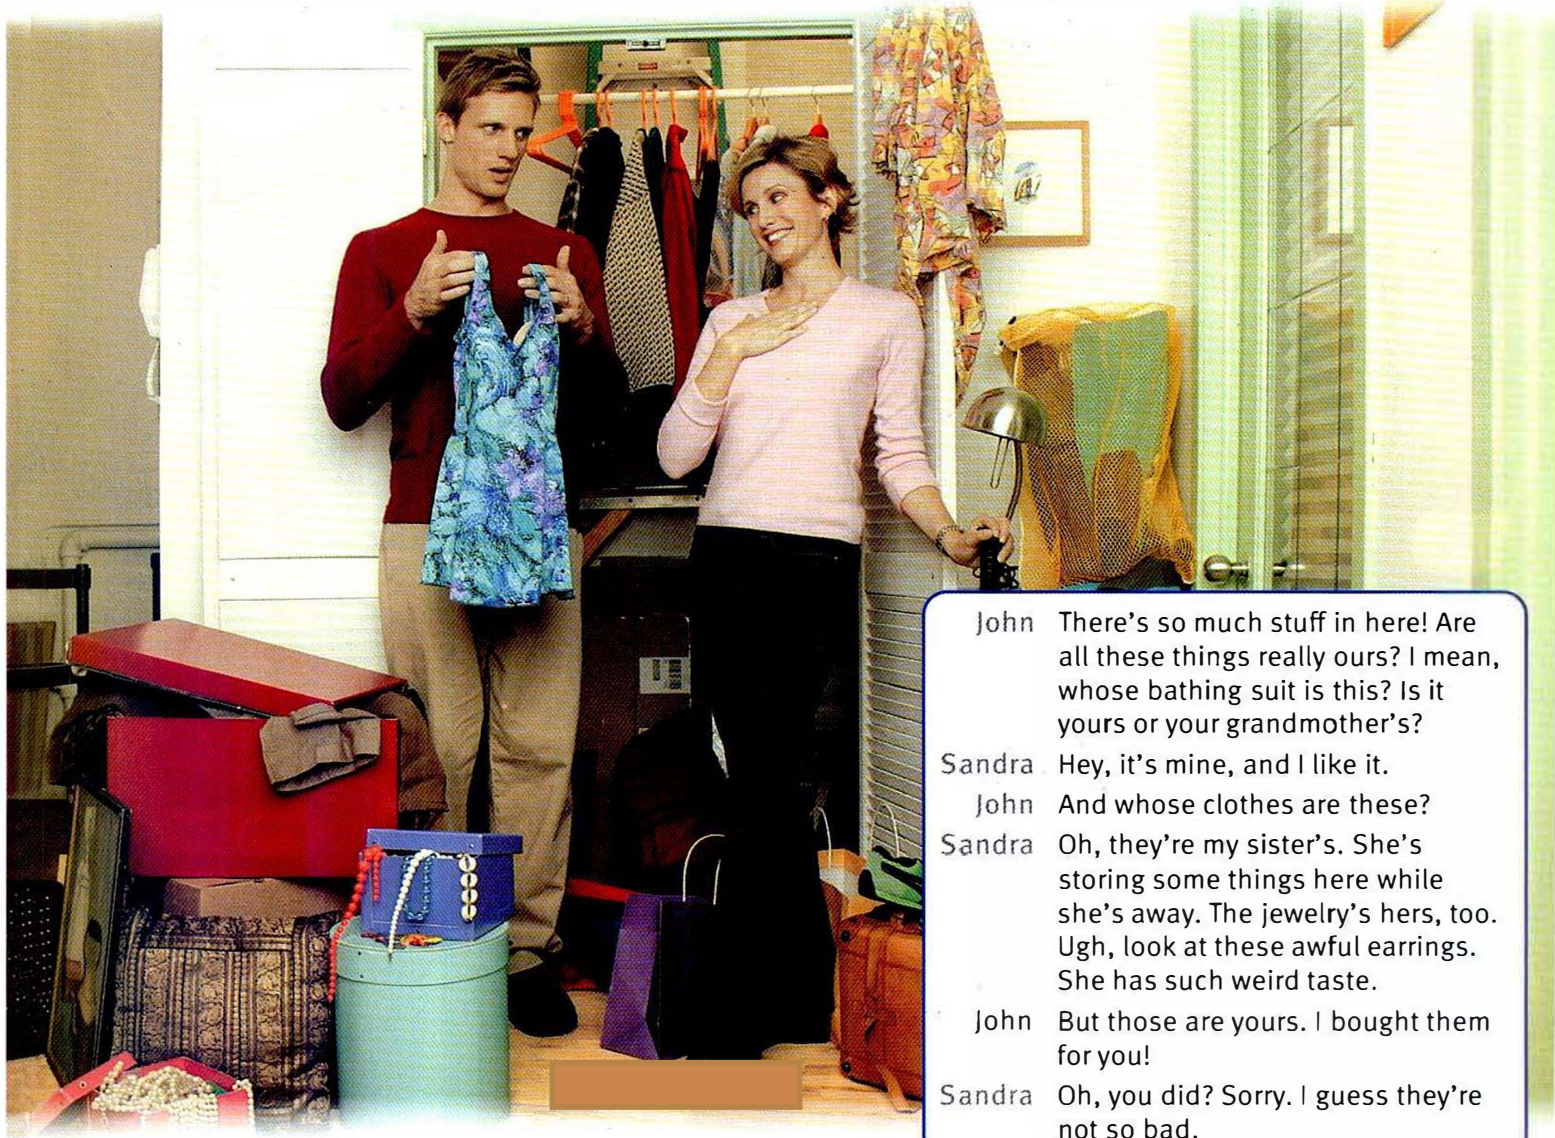 John There's so much stuff in here! Are
all these things really ours? I mean,
whose bathing suit is this? Is it
yours or your grandmother's?
Sandra Hey, it's mine, and I like it.
John And whose clothes are these?
Sandra Oh, they're my sister's. She's
storing some things here while
she's away. The jewelry's hers, too.
Ugh, look at these awful earrings.
She has such weird taste.
John But those are yours. I bought them
for you!
Sandra Oh, you did? Sorry. I guess they're
not so bad.